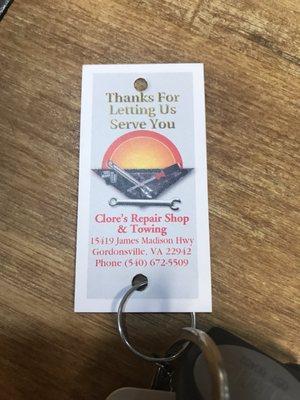 Thanks For
Letting Us
Serve You
Clore's Repair Shop
& Towing
15419 James Madison Hwy
Gordonsville, VA 22942
Phone (540) 672-5509